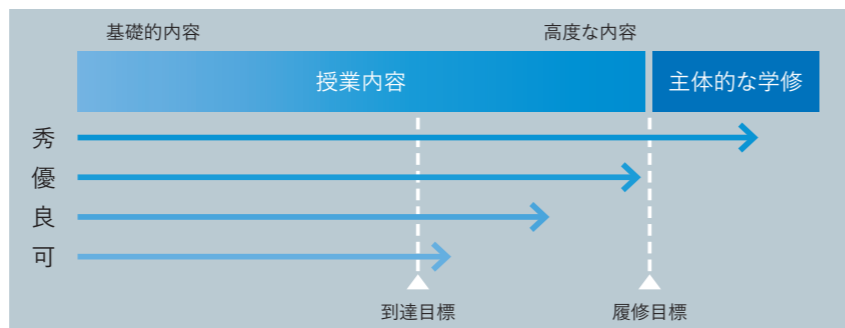 基礎的内容
高度な内容
授業内容
主体的な学修
秀
優
良
可
到達目標
履修目標